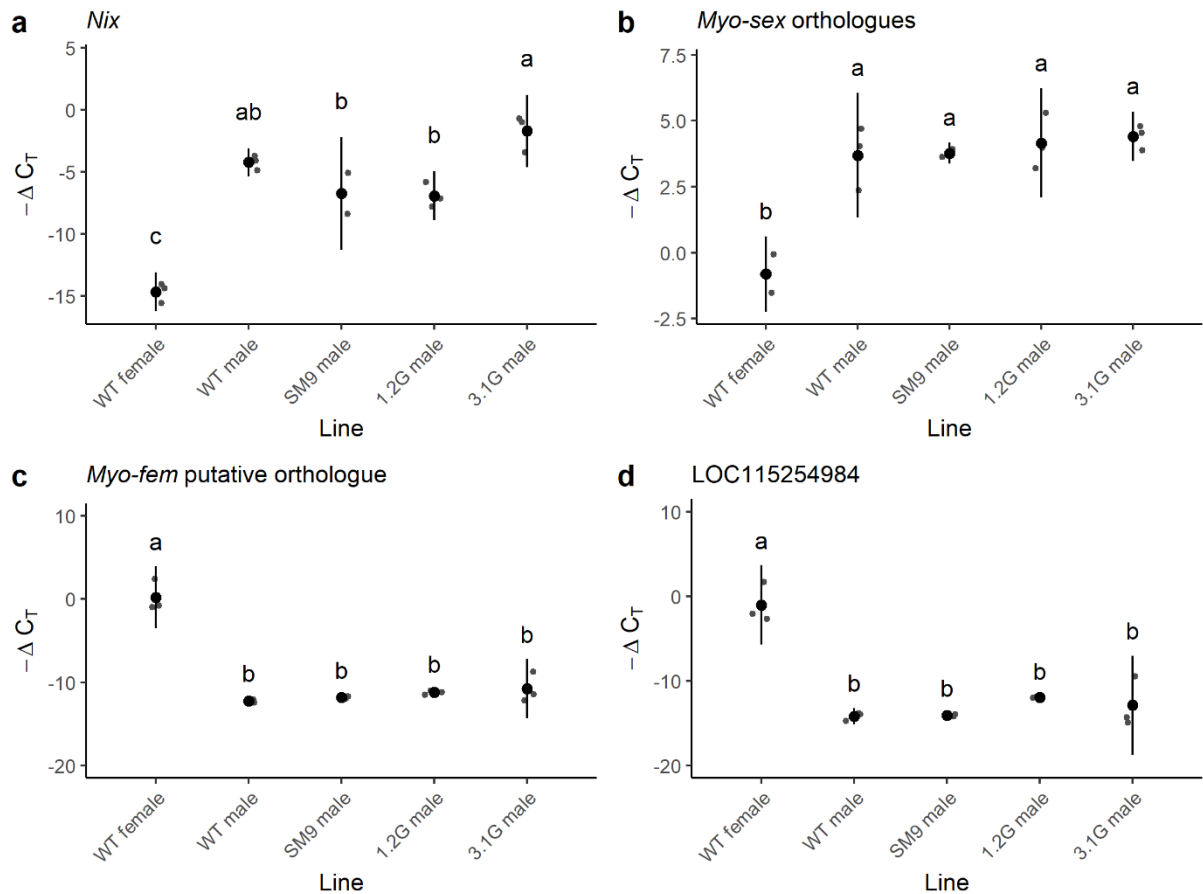 a
Nix
5
0
-5
-10
-15
− Δ C_T
c
ab
b
b
a
WT female
WT male
SM9 male
1.2G male
3.1G male
Line
b
Myo-sex orthologues
7.5
5.0
2.5
0.0
-2.5
− Δ C_T
b
a
a
a
a
WT female
WT male
SM9 male
1.2G male
3.1G male
Line
c
Myo-fem putative orthologue
10
0
-10
-20
− Δ C_T
a
b
b
b
b
WT female
WT male
SM9 male
1.2G male
3.1G male
Line
d
LOC115254984
10
0
-10
-20
− Δ C_T
a
b
b
b
b
WT female
WT male
SM9 male
1.2G male
3.1G male
Line